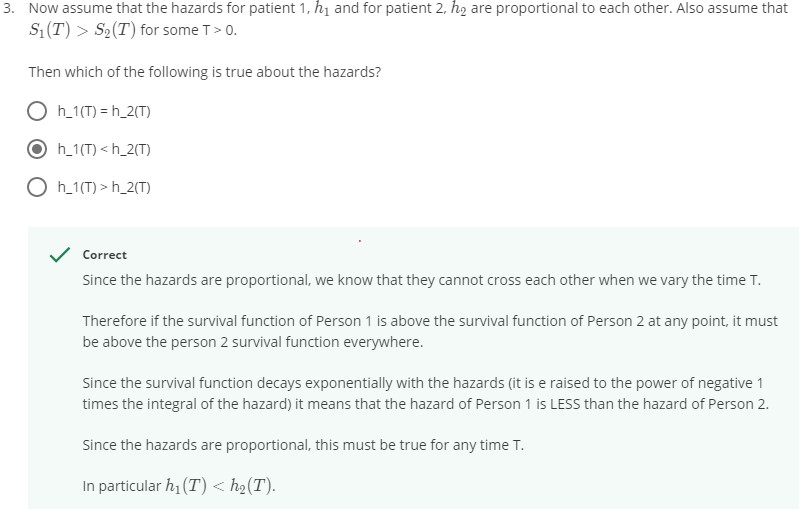 3. Now assume that the hazards for patient 1, h₁ and for patient 2, h₂ are proportional to each other. Also assume that
S₁(T) > S₂(T) for some T > 0.
Then which of the following is true about the hazards?
h_1(T) = h_2(T)
h_1(T) < h_2(T)
h_1(T) > h_2(T)
Correct
Since the hazards are proportional, we know that they cannot cross each other when we vary the time T.
Therefore if the survival function of Person 1 is above the survival function of Person 2 at any point, it must
be above the person 2 survival function everywhere.
Since the survival function decays exponentially with the hazards (it is e raised to the power of negative 1
times the integral of the hazard) it means that the hazard of Person 1 is LESS than the hazard of Person 2.
Since the hazards are proportional, this must be true for any time T.
In particular h₁(T) < h₂(T).